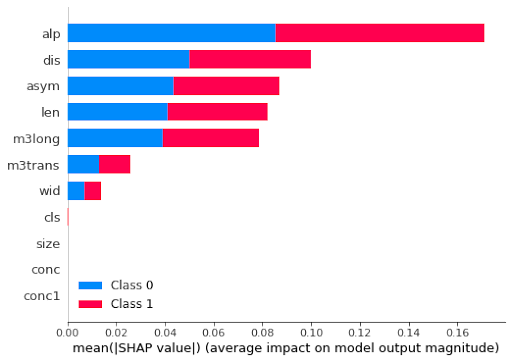 alp
dis
asym
len
m3long
m3trans
wid
cls
size
conc
conc1
Class 0
Class 1
0.00 0.02 0.04 0.06 0.08 0.10 0.12 0.14 0.16
mean(|SHAP value|) (average impact on model output magnitude)